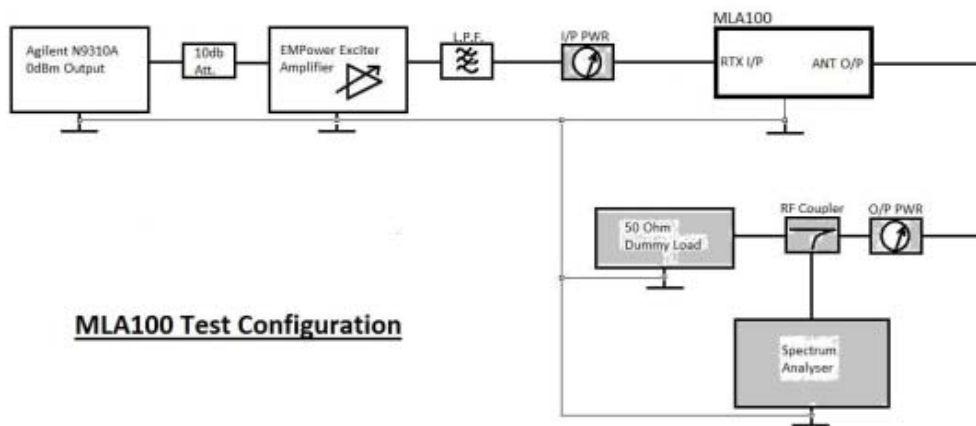 MLA100
L.P.F.
I/P PWR
Agilent N9310A
0dBm Output
10db
Att.
EMPower Exciter
Amplifier
RTX I/P
ANT O/P
RF Coupler
O/P PWR
50 Ohm
Dummy Load
MLA100 Test Configuration
Spectrum
Analyser